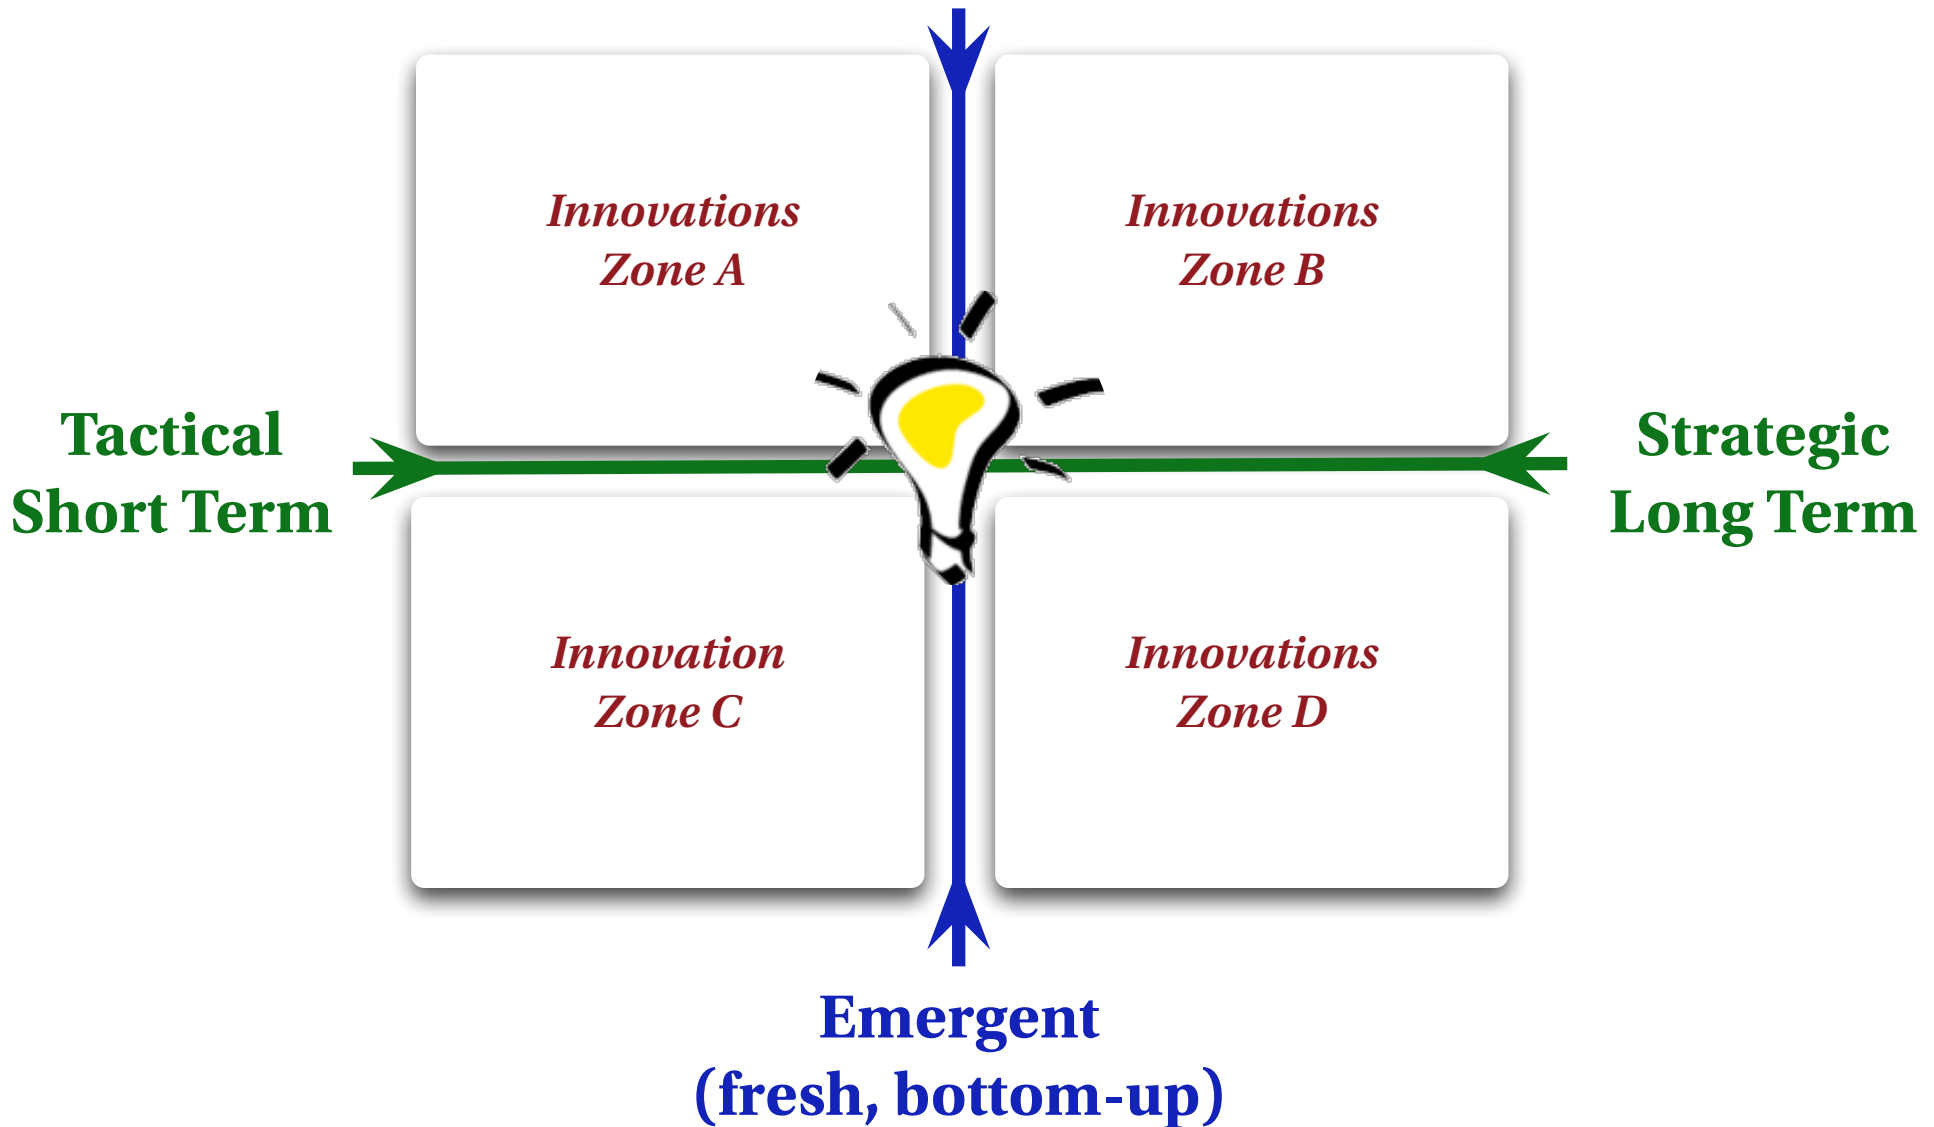 Innovations
Zone A
Innovations
Zone B
Tactical
Short Term
Strategic
Long Term
Innovation
Zone C
Innovations
Zone D
Emergent
(fresh, bottom-up)